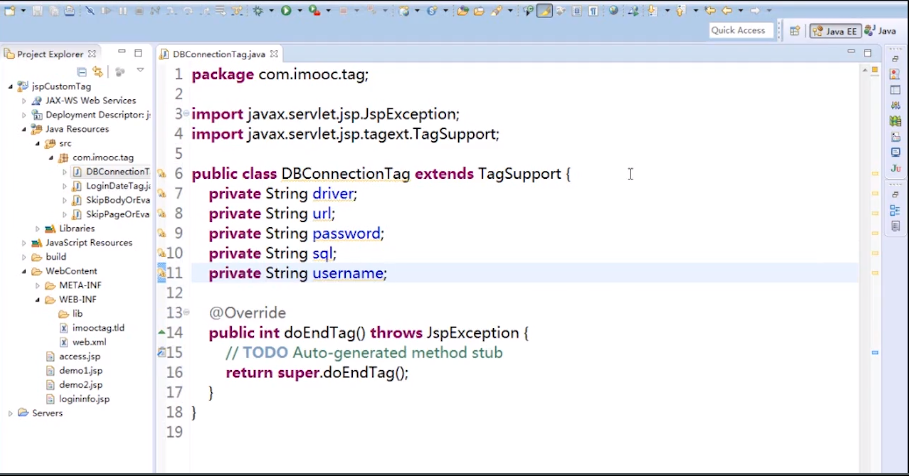 Quick Access
Java EE
Java
Project Explorer
DBConnectionTag.java
jspCustomTag
JAX-WS Web Services
Deployment Descriptor: j
Java Resources
src
com.imooc.tag
DBConnectionT
LoginDateTag.j
SkipBodyOrEva
SkipPageOrEva
Libraries
JavaScript Resources
build
WebContent
META-INF
WEB-INF
lib
imooctag.tld
web.xml
access.jsp
demo1.jsp
demo2.jsp
logininfo.jsp
Servers
1 package com.imooc.tag;
2
3 import javax.servlet.jsp.JspException;
4 import javax.servlet.jsp.tagext.TagSupport;
5
6 public class DBConnectionTag extends TagSupport {
7 private String driver;
8 private String url;
9 private String password;
10 private String sql;
11 private String username;
12
13 @Override
14 public int doEndTag() throws JspException {
15 // TODO Auto-generated method stub
16 return super.doEndTag();
17 }
18 }
19